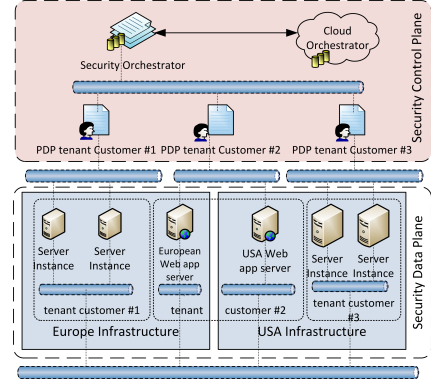 Cloud
Orchestrator
Security Orchestrator
Security Control Plane
PDP tenant Customer #1
PDP tenant Customer #2
PDP tenant Customer #3
Server
Instance
Server
Instance
European
Web app
server
USA Web
app server
Server
Instance
Server
Instance
tenant customer #1
tenant
customer #2
tenant customer
#3
Europe Infrastructure
USA Infrastructure
Security Data Plane